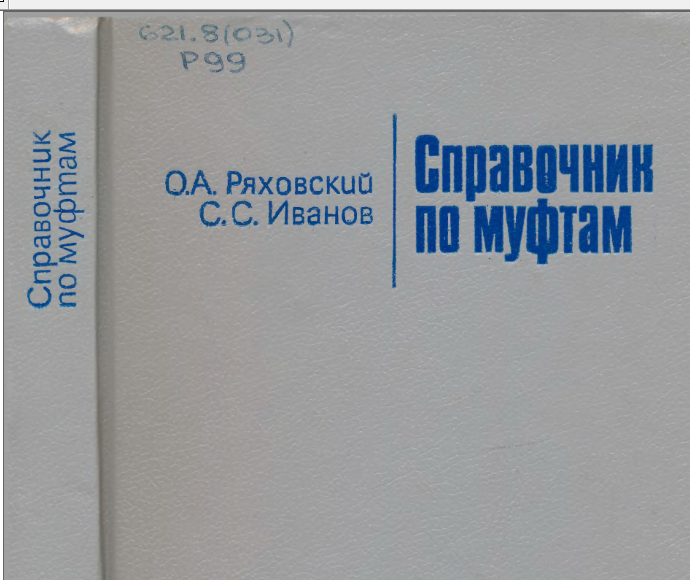 621.8(031)
Р99
О.А. Ряховский
С.С. Иванов
Справочник
по муфтам
Справочник
по муфтам